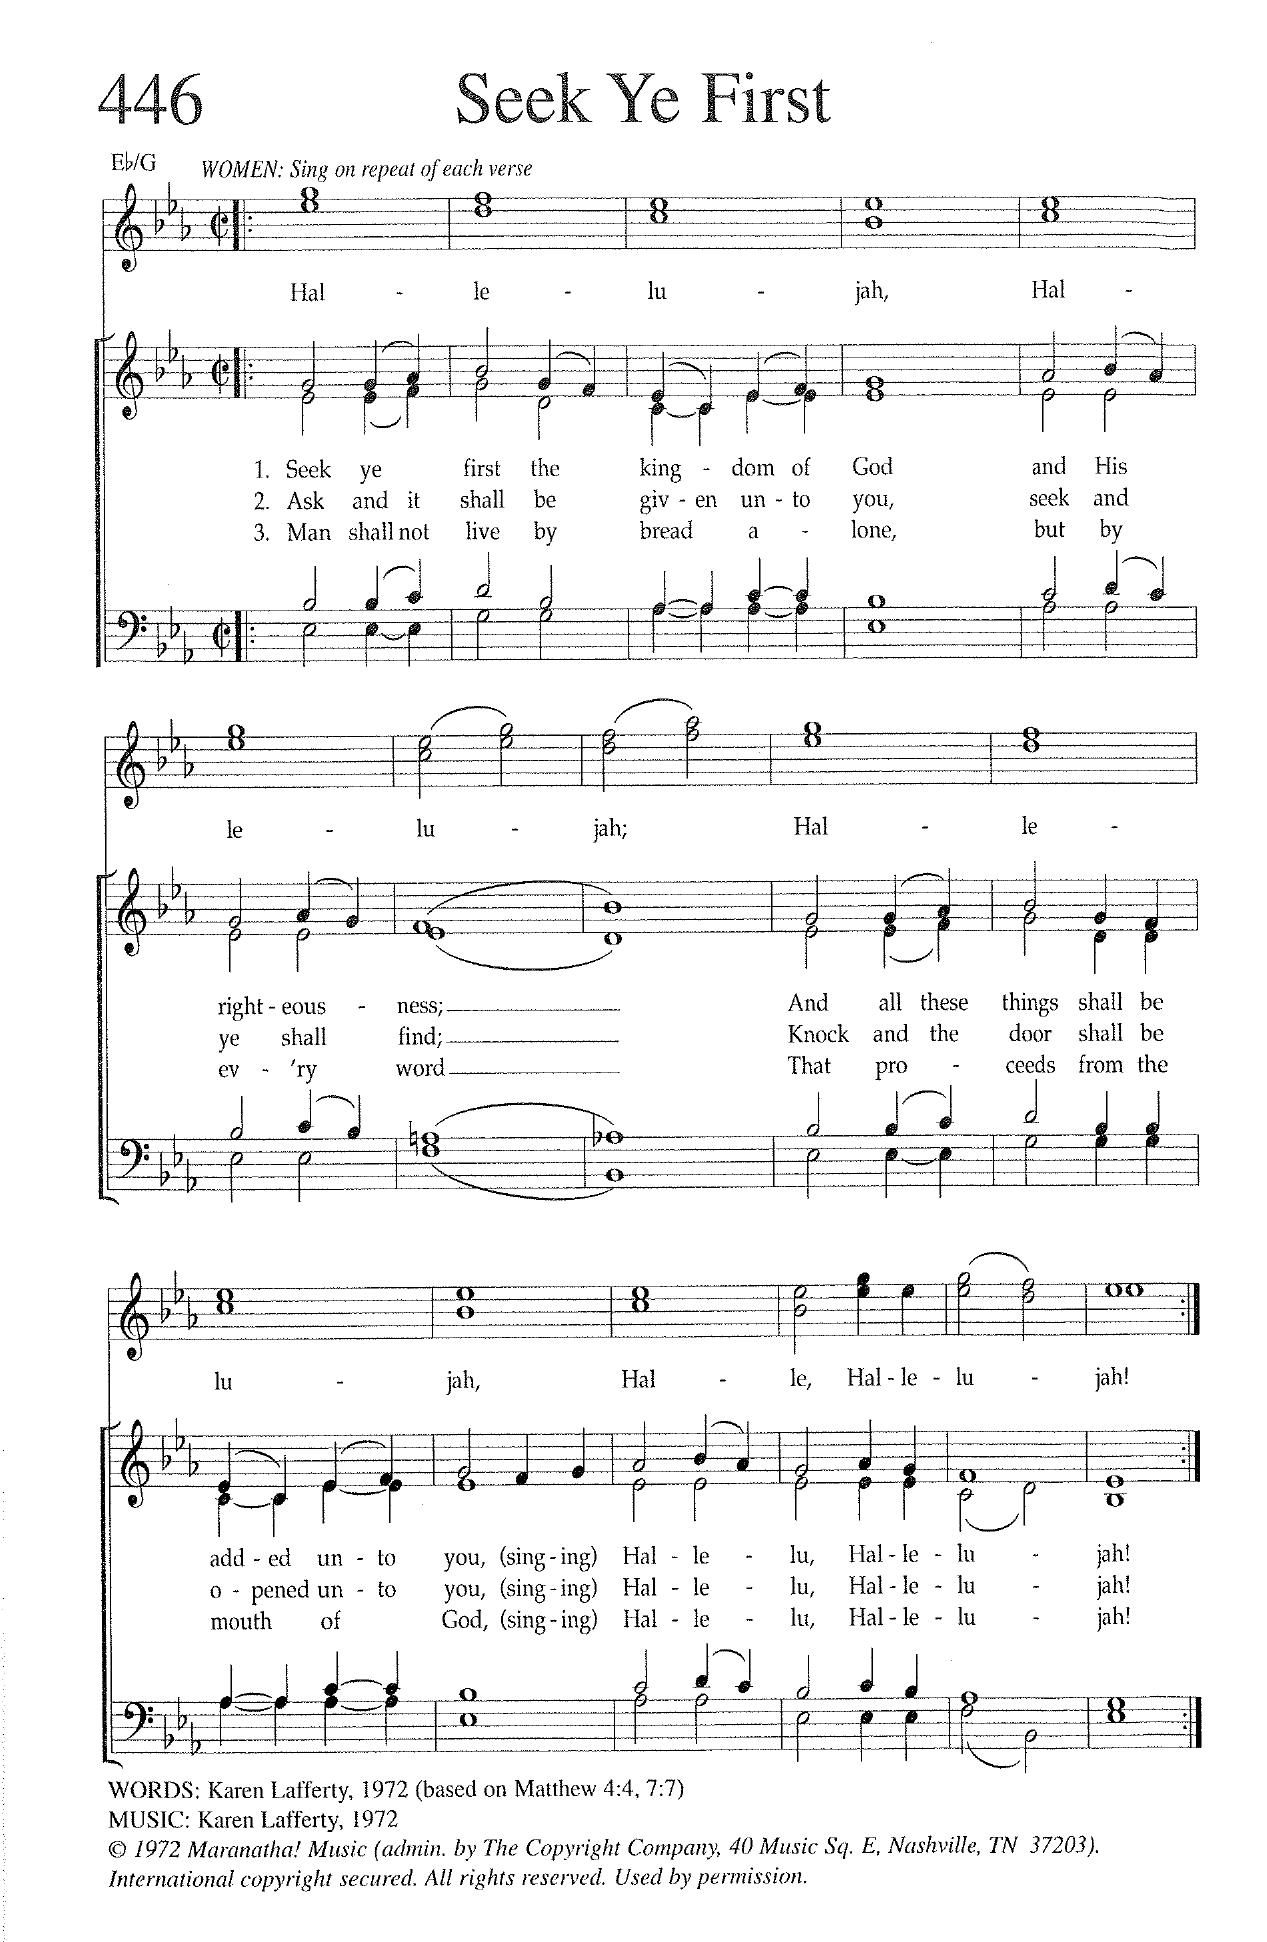 446 Seek Ye First
E♭/G WOMEN: Sing on repeat of each verse
Hal - le - lu - jah, Hal -
1. Seek ye first the king - dom of God and His
2. Ask and it shall be giv - en un - to you, seek and
3. Man shall not live by bread a - lone, but by
le - lu - jah; Hal - le -
right - eous - ness; And all these things shall be
ye shall find; Knock and the door shall be
ev - 'ry word That pro - ceeds from the
lu - jah, Hal - le, Hal - le - lu - jah!
add - ed un - to you, (sing - ing) Hal - le - lu, Hal - le - lu - jah!
o - pened un - to you, (sing - ing) Hal - le - lu, Hal - le - lu - jah!
mouth of God, (sing - ing) Hal - le - lu, Hal - le - lu - jah!
WORDS: Karen Lafferty, 1972 (based on Matthew 4:4, 7:7)
MUSIC: Karen Lafferty, 1972
© 1972 Maranatha! Music (admin. by The Copyright Company, 40 Music Sq. E, Nashville, TN 37203).
International copyright secured. All rights reserved. Used by permission.